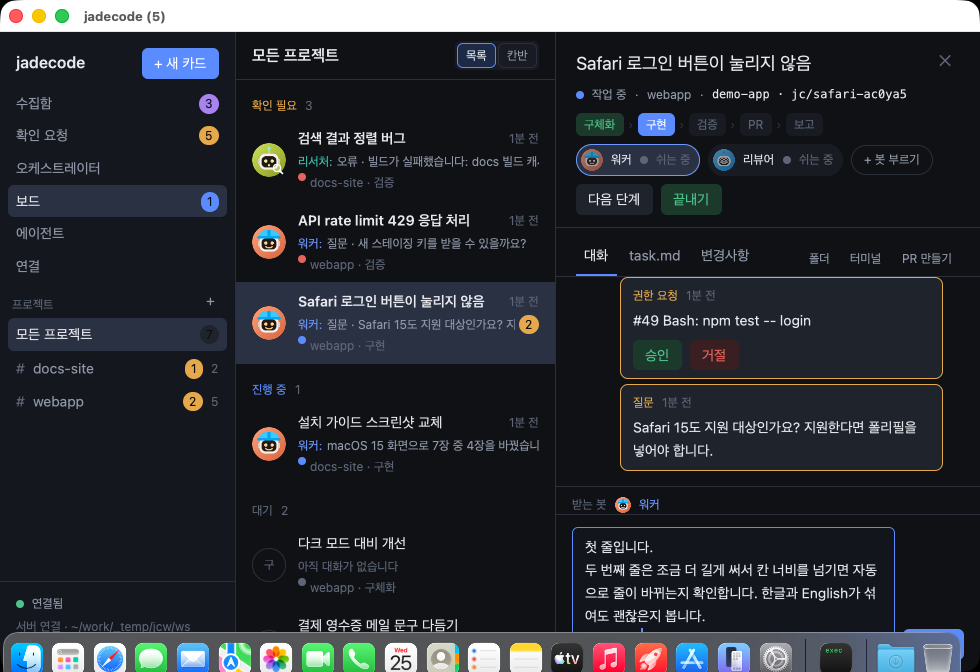 jadecode (5)
jadecode
+ 새 카드
수집함 3
확인 요청 5
오케스트레이터
보드 1
에이전트
연결
프로젝트 +
모든 프로젝트 7
# docs-site 1 2
# webapp 2 5
연결됨
서버 연결 · ~/work/_temp/jcw/ws
모든 프로젝트
목록 칸반
확인 필요 3
검색 결과 정렬 버그 1분 전
리서처: 오류 · 빌드가 실패했습니다: docs 빌드 캐
docs-site · 검증
API rate limit 429 응답 처리 1분 전
워커: 질문 · 새 스테이징 키를 받을 수 있을까요?
webapp · 검증
Safari 로그인 버튼이 눌리지 않음 1분 전
워커: 질문 · Safari 15도 지원 대상인가요? 지 2
webapp · 구현
진행 중 1
설치 가이드 스크린샷 교체 1분 전
워커: macOS 15 화면으로 7장 중 4장을 바꿨습니
docs-site · 구현
대기 2
다크 모드 대비 개선
구
아직 대화가 없습니다
webapp · 구체화
결제 영수증 메일 문구 다듬기
Safari 로그인 버튼이 눌리지 않음
작업 중 · webapp · demo-app · jc/safari-ac0ya5
구체화 › 구현 › 검증 › PR › 보고
워커 쉬는 중 리뷰어 쉬는 중 + 봇 부르기
다음 단계 끝내기
대화 task.md 변경사항 폴더 터미널 PR 만들기
권한 요청 1분 전
#49 Bash: npm test -- login
승인 거절
질문 1분 전
Safari 15도 지원 대상인가요? 지원한다면 폴리필을
넣어야 합니다.
받는 봇 워커
첫 줄입니다.
두 번째 줄은 조금 더 길게 써서 칸 너비를 넘기면 자동
으로 줄이 바뀌는지 확인합니다. 한글과 English가 섞
여도 괜찮은지 봅니다.
Wed
25
tv
exec